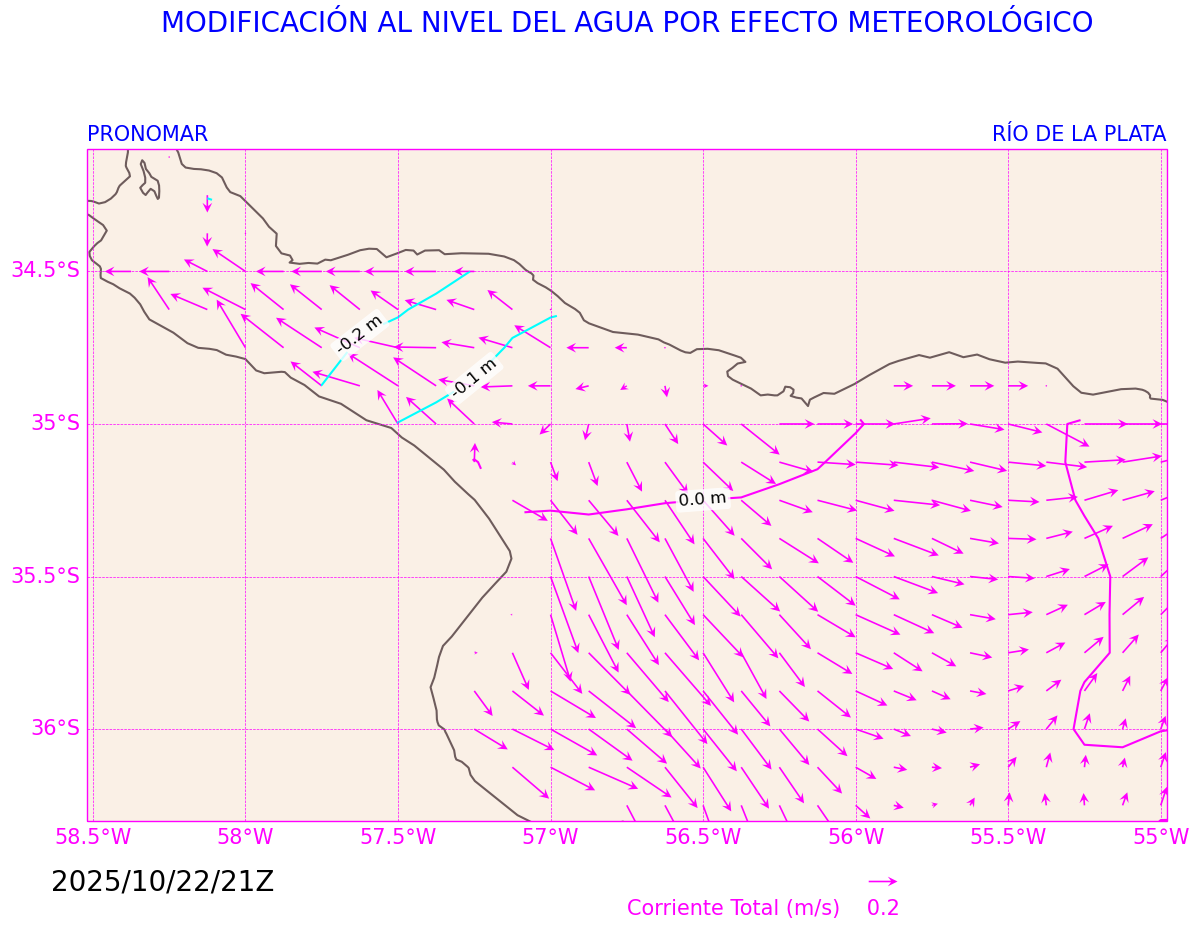 MODIFICACIÓN AL NIVEL DEL AGUA POR EFECTO METEOROLÓGICO
PRONOMAR
RÍO DE LA PLATA
34.5°S
-0.2 m
-0.1 m
35°S
0.0 m
35.5°S
36°S
58.5°W 58°W 57.5°W 57°W 56.5°W 56°W 55.5°W 55°W
2025/10/22/21Z
Corriente Total (m/s) 0.2